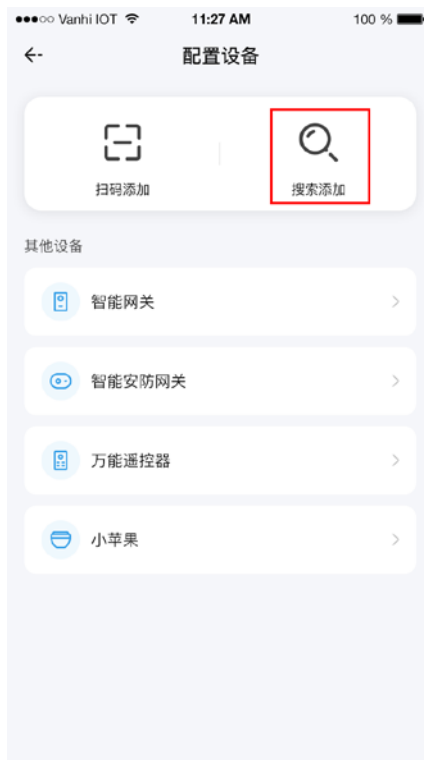 Vanhi IOT 11:27 AM 100 %
配置设备
扫码添加 搜索添加
其他设备
智能网关
智能安防网关
万能遥控器
小苹果